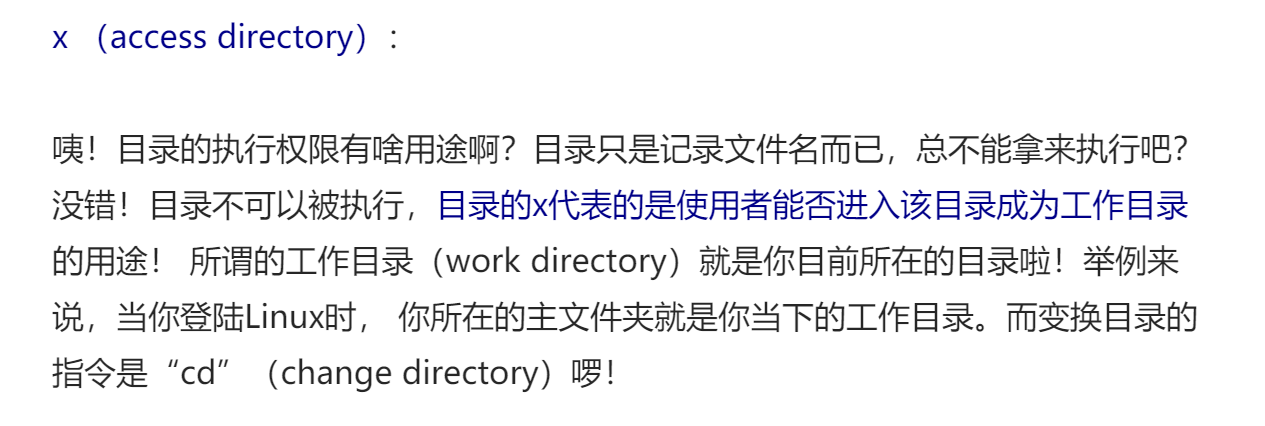 x （access directory）：
咦！目录的执行权限有啥用途啊？目录只是记录文件名而已，总不能拿来执行吧？
没错！目录不可以被执行，目录的x代表的是使用者能否进入该目录成为工作目录
的用途！ 所谓的工作目录（work directory）就是你目前所在的目录啦！举例来
说，当你登陆Linux时， 你所在的主文件夹就是你当下的工作目录。而变换目录的
指令是“cd”（change directory）啰！